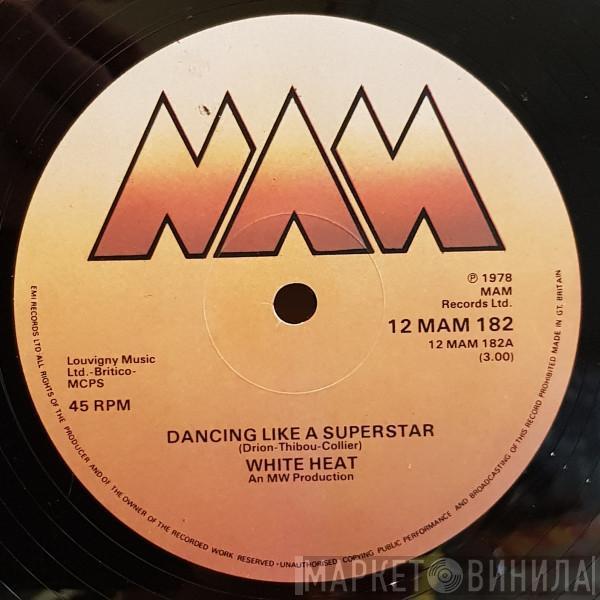 MAM
℗ 1978
MAM
Records Ltd.
12 MAM 182
12 MAM 182A
(3.00)
Louvigny Music
Ltd.-Britico-
MCPS
45 RPM
DANCING LIKE A SUPERSTAR
(Drion-Thibou-Collier)
WHITE HEAT
An MW Production
EMI RECORDS LTD·ALL RIGHTS OF THE PRODUCER AND OF THE OWNER OF THE RECORDED WORK RESERVED·UNAUTHORISED COPYING PUBLIC PERFORMANCE AND BROADCASTING OF THIS RECORD PROHIBITED MADE IN GT. BRITAIN
МАРКЕТ ВИНИЛА